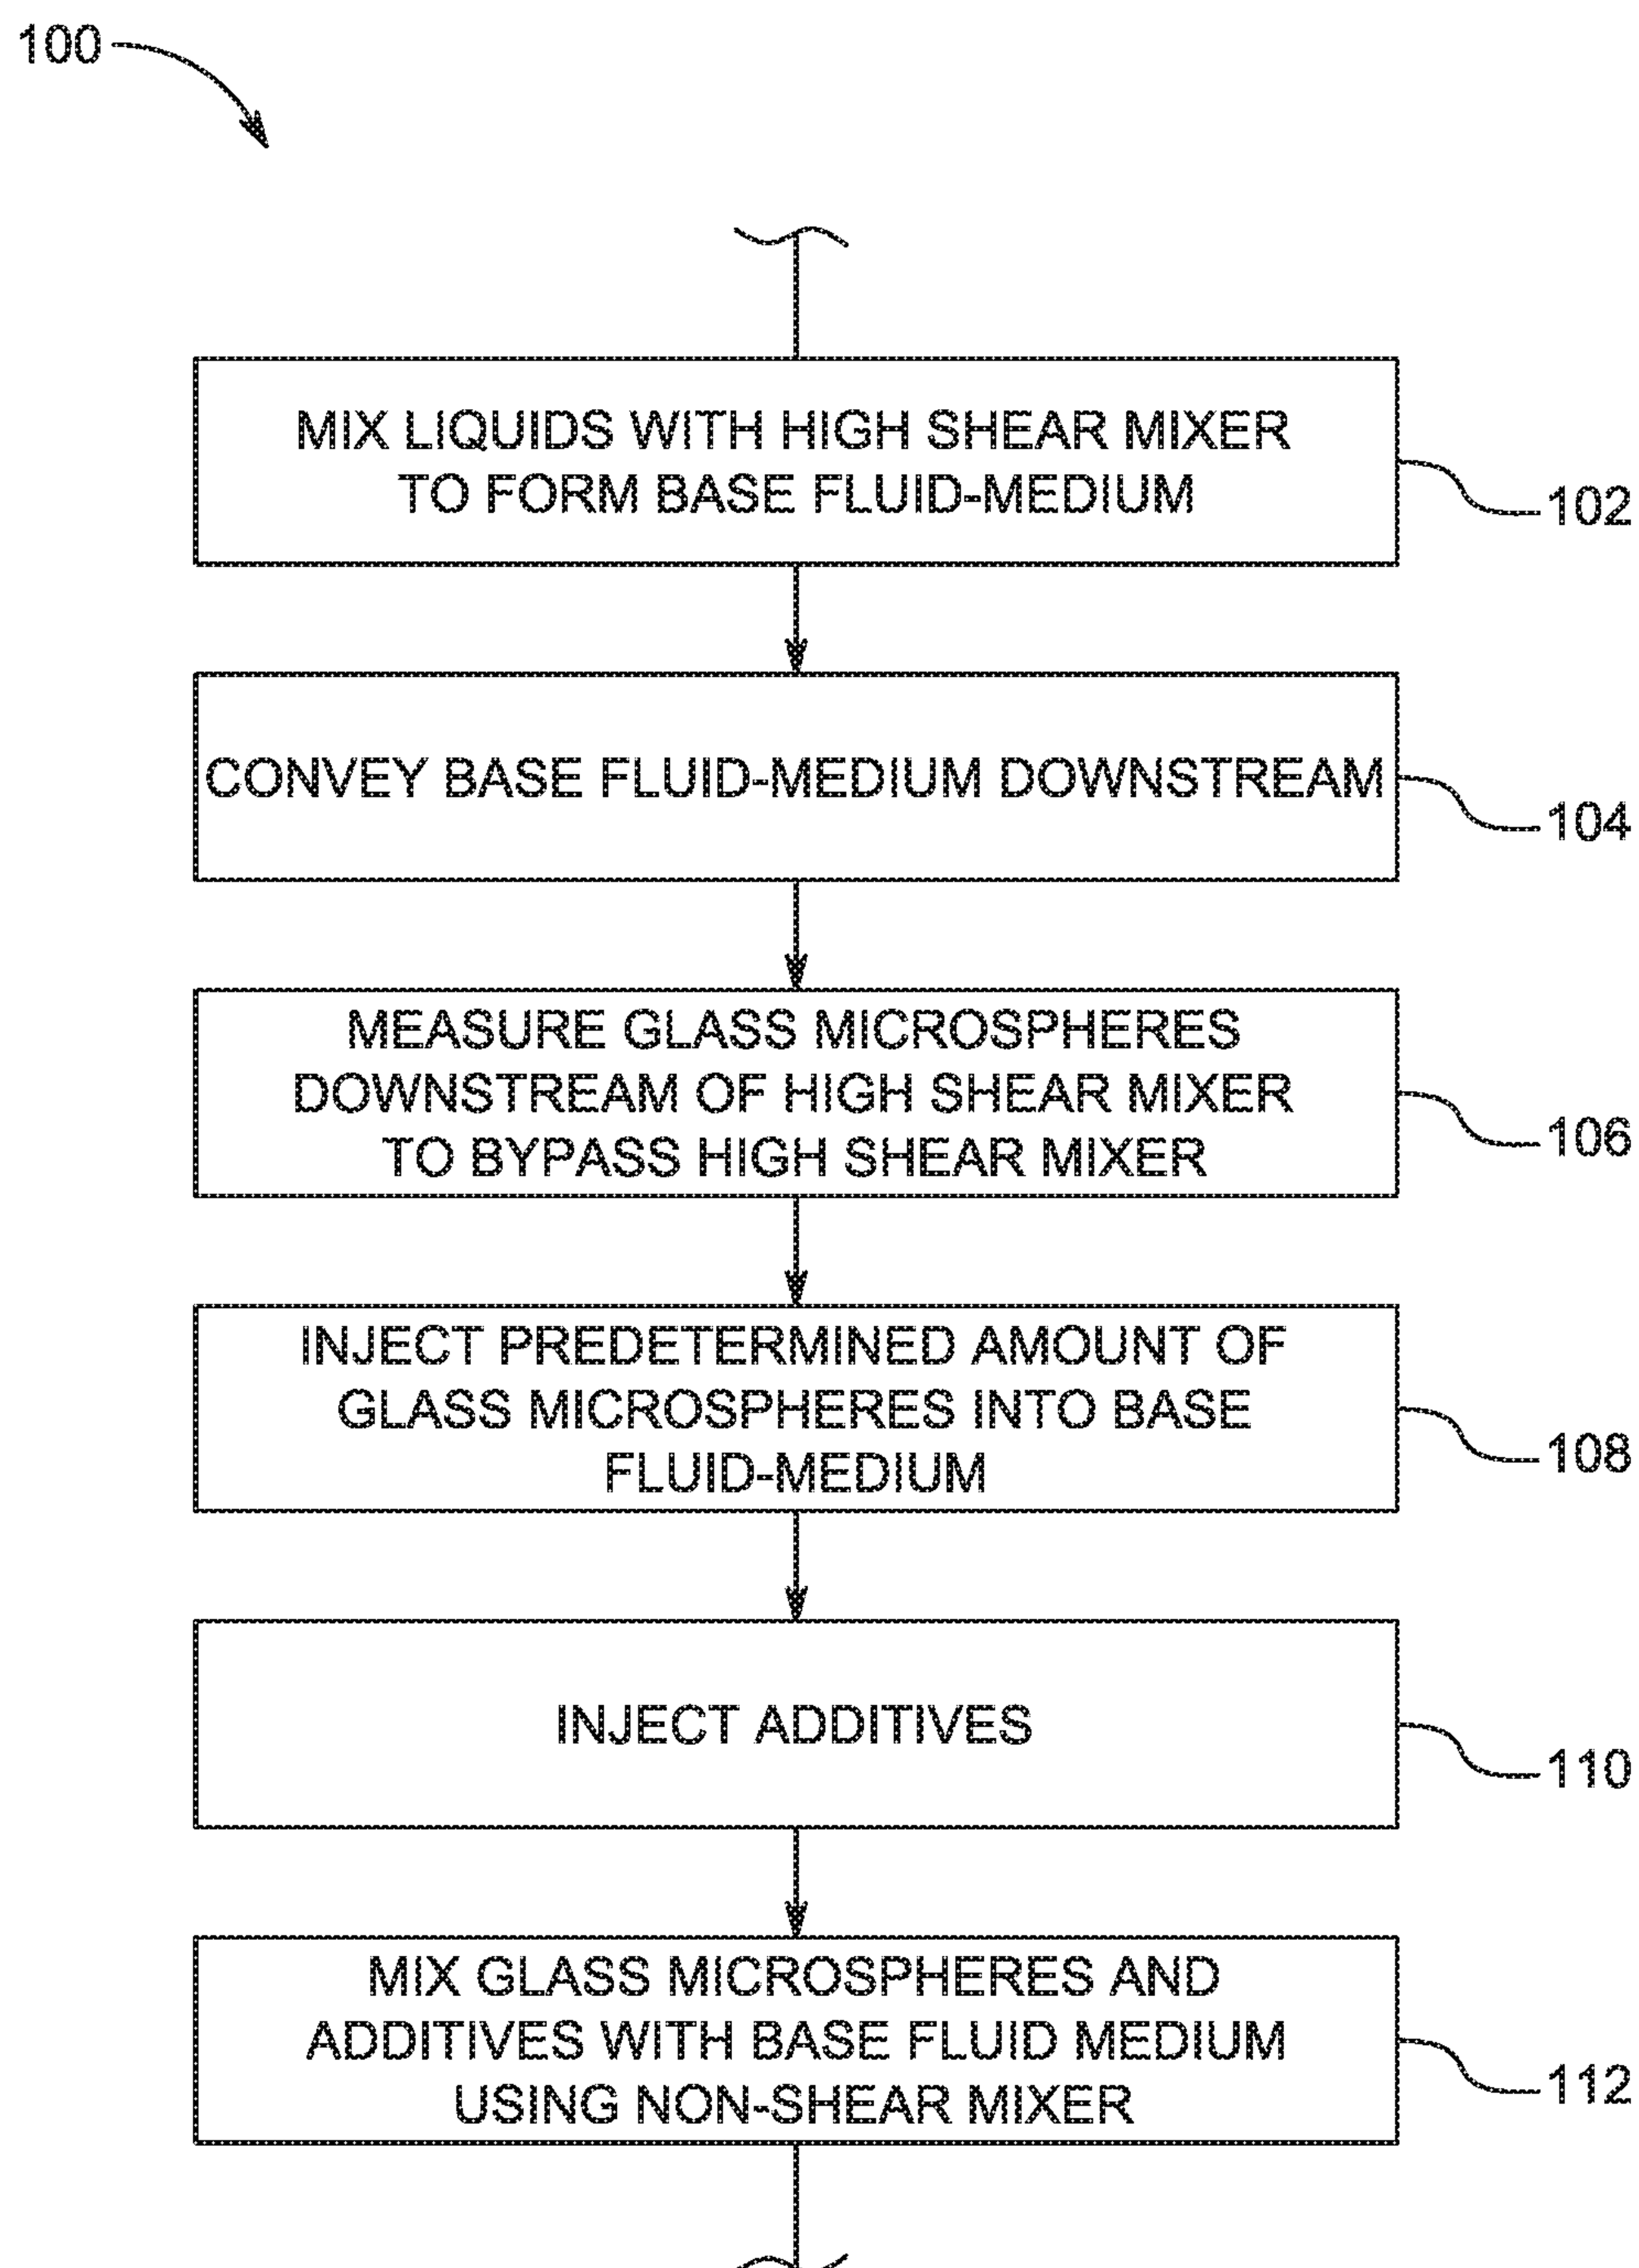 100
MIX LIQUIDS WITH HIGH SHEAR MIXER
TO FORM BASE FLUID-MEDIUM
102
CONVEY BASE FLUID-MEDIUM DOWNSTREAM
104
MEASURE GLASS MICROSPHERES
DOWNSTREAM OF HIGH SHEAR MIXER
TO BYPASS HIGH SHEAR MIXER
106
INJECT PREDETERMINED AMOUNT OF
GLASS MICROSPHERES INTO BASE
FLUID-MEDIUM
108
INJECT ADDITIVES
110
MIX GLASS MICROSPHERES AND
ADDITIVES WITH BASE FLUID MEDIUM
USING NON-SHEAR MIXER
112